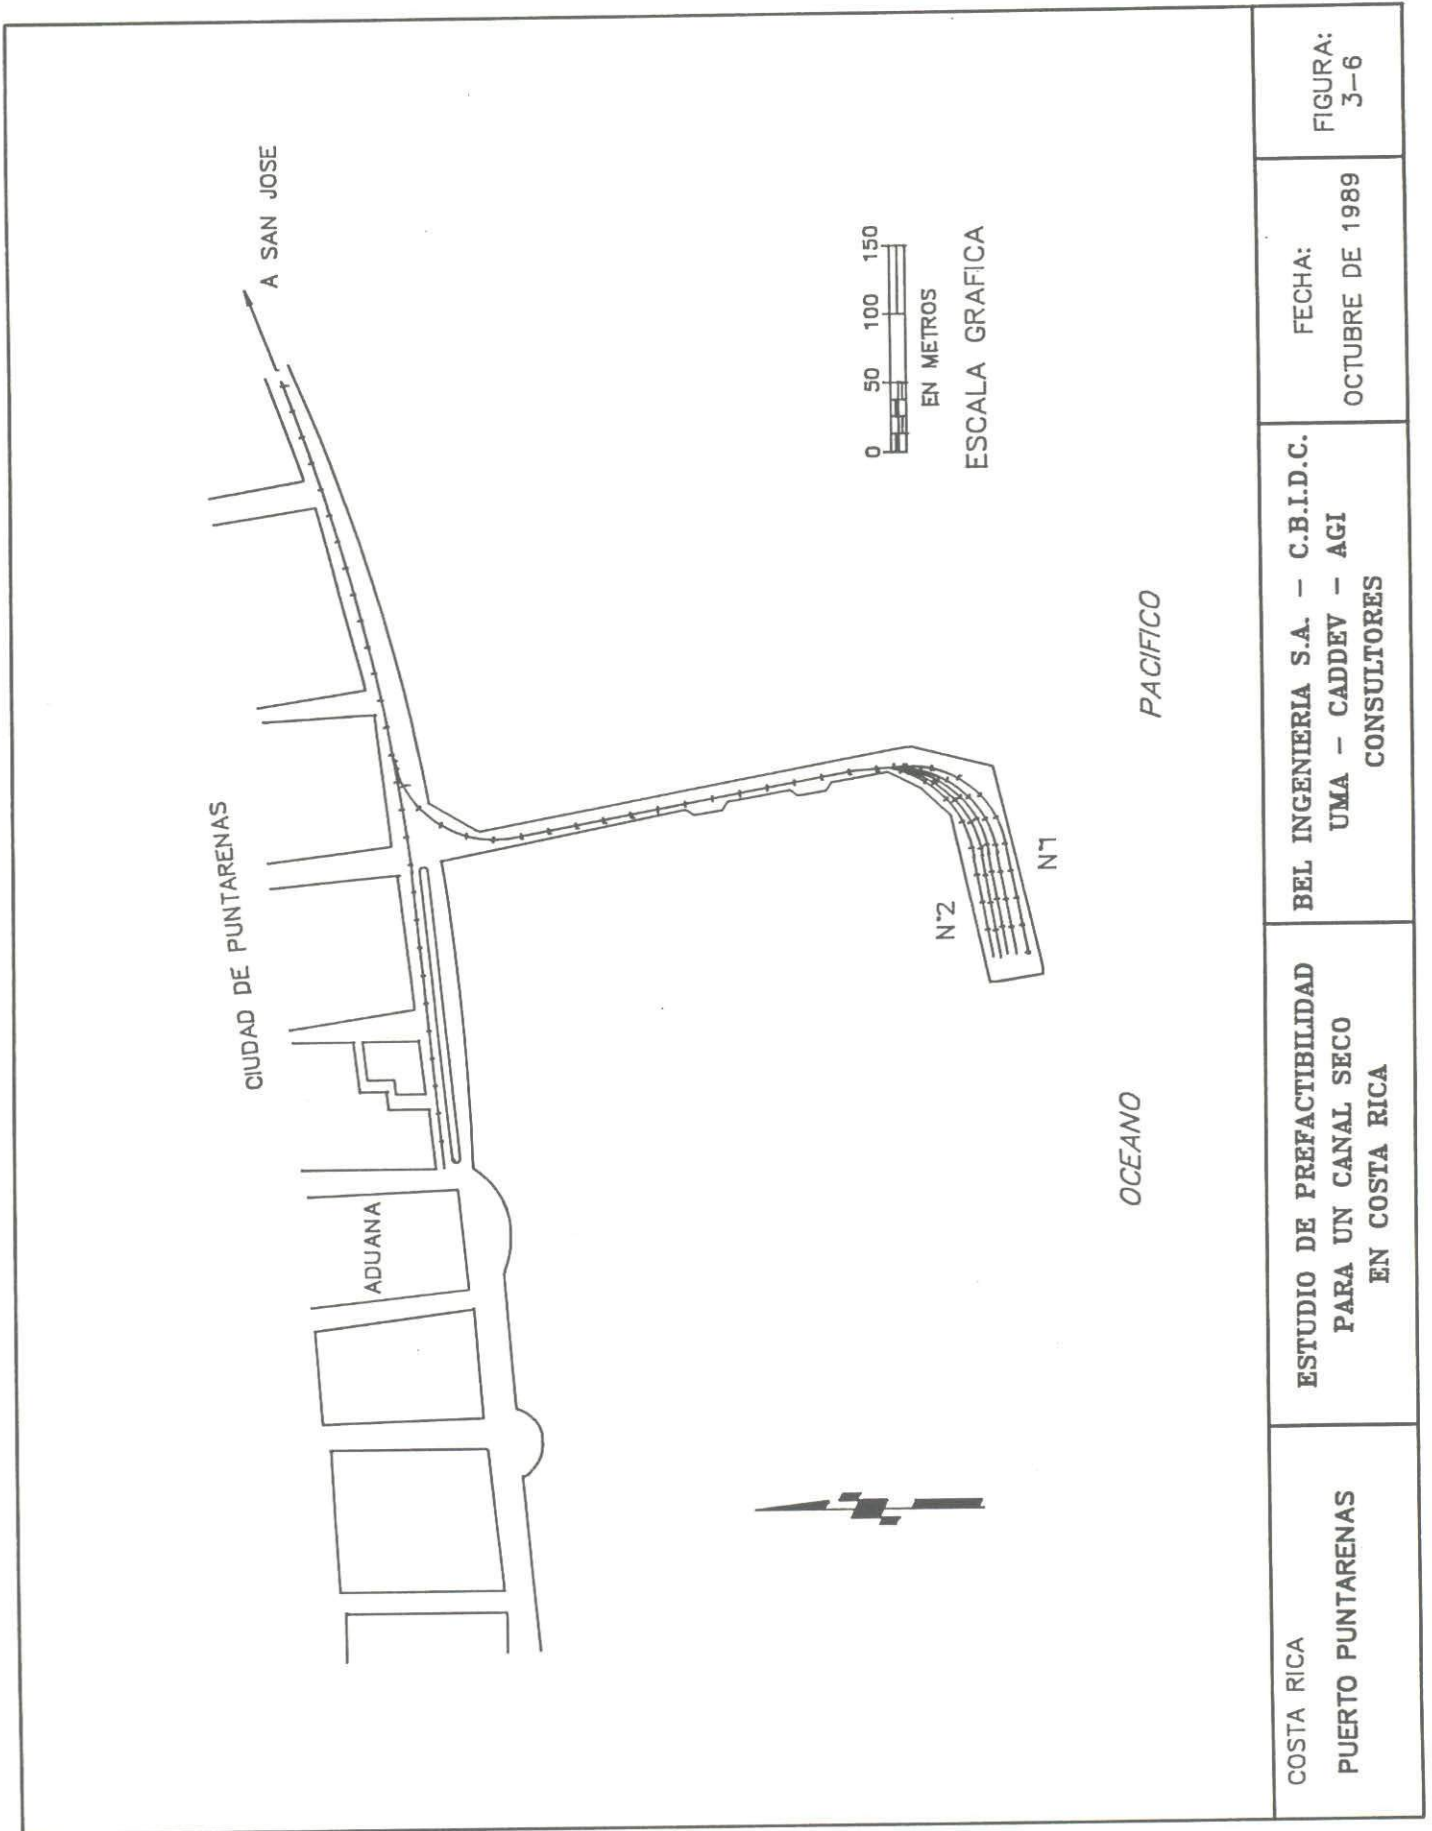 A SAN JOSE
CIUDAD DE PUNTARENAS
ADUANA
0 50 100 150
EN METROS
ESCALA GRAFICA
N°2
N°1
OCEANO PACIFICO
COSTA RICA
PUERTO PUNTARENAS
ESTUDIO DE PREFACTIBILIDAD
PARA UN CANAL SECO
EN COSTA RICA
BEL INGENIERIA S.A. – C.B.I.D.C.
UMA – CADDEV – AGI
CONSULTORES
FECHA:
OCTUBRE DE 1989
FIGURA:
3–6